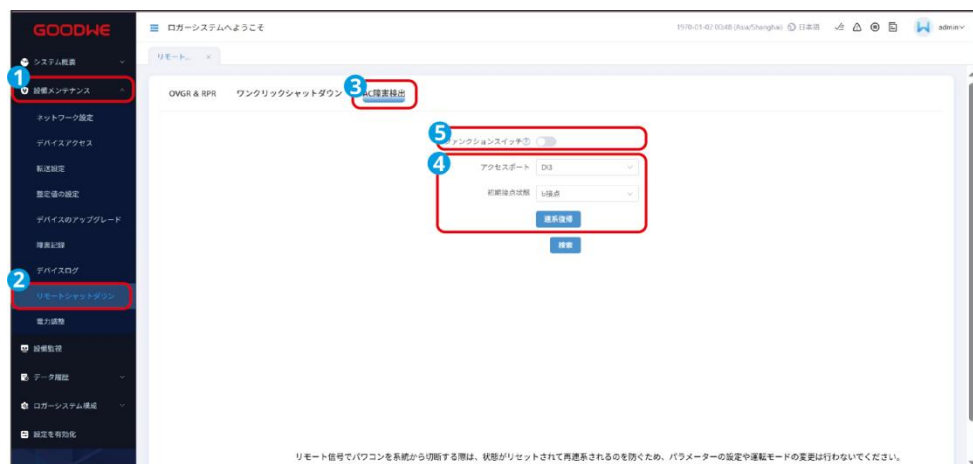 GOODWE
ロガーシステムへようこそ
1970-01-02 00:48 (Asia/Shanghai) 日本語
admin
リモート... ×
システム概要
1
設備メンテナンス
ネットワーク設定
デバイスアクセス
転送設定
整定値の設定
デバイスのアップグレード
障害記録
デバイスログ
2
リモートシャットダウン
電力調整
設備監視
データ履歴
ロガーシステム構成
設定を有効化
OVGR & RPR ワンクリックシャットダウン
3
AC障害検出
5
ファンクションスイッチ
4
アクセスポート DI3
初期接点状態 b接点
連系復帰
検索
リモート信号でパワコンを系統から切断する際は、状態がリセットされて再連系されるのを防ぐため、パラメーターの設定や運転モードの変更は行わないでください。